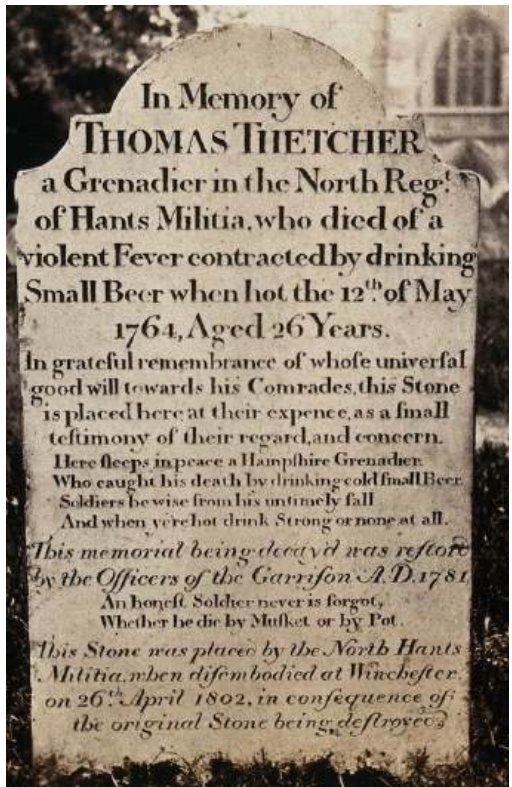 In Memory of
THOMAS THETCHER
a Grenadier in the North Reg.t
of Hants Militia, who died of a
violent Fever contracted by drinking
Small Beer when hot the 12.th of May
1764, Aged 26 Years.
In grateful remembrance of whoſe univerſal
good will towards his Comrades, this Stone
is placed here at their expence, as a ſmall
teſtimony of their regard, and concern.
Here ſleeps in peace a Hampſhire Grenadier,
Who caught his death by drinking cold ſmall Beer,
Soldiers be wise from his untimely fall
And when ye're hot drink Strong or none at all.
This memorial being decay'd was reſtor'd
by the Officers of the Garriſon A.D. 1781.
An honeſt Soldier never is forgot,
Whether he die by Muſket or by Pot.
This Stone was placed by the North Hants
Militia, when diſembodied at Wincheſter,
on 26.th April 1802, in conſequence of
the original Stone being deſtroyed